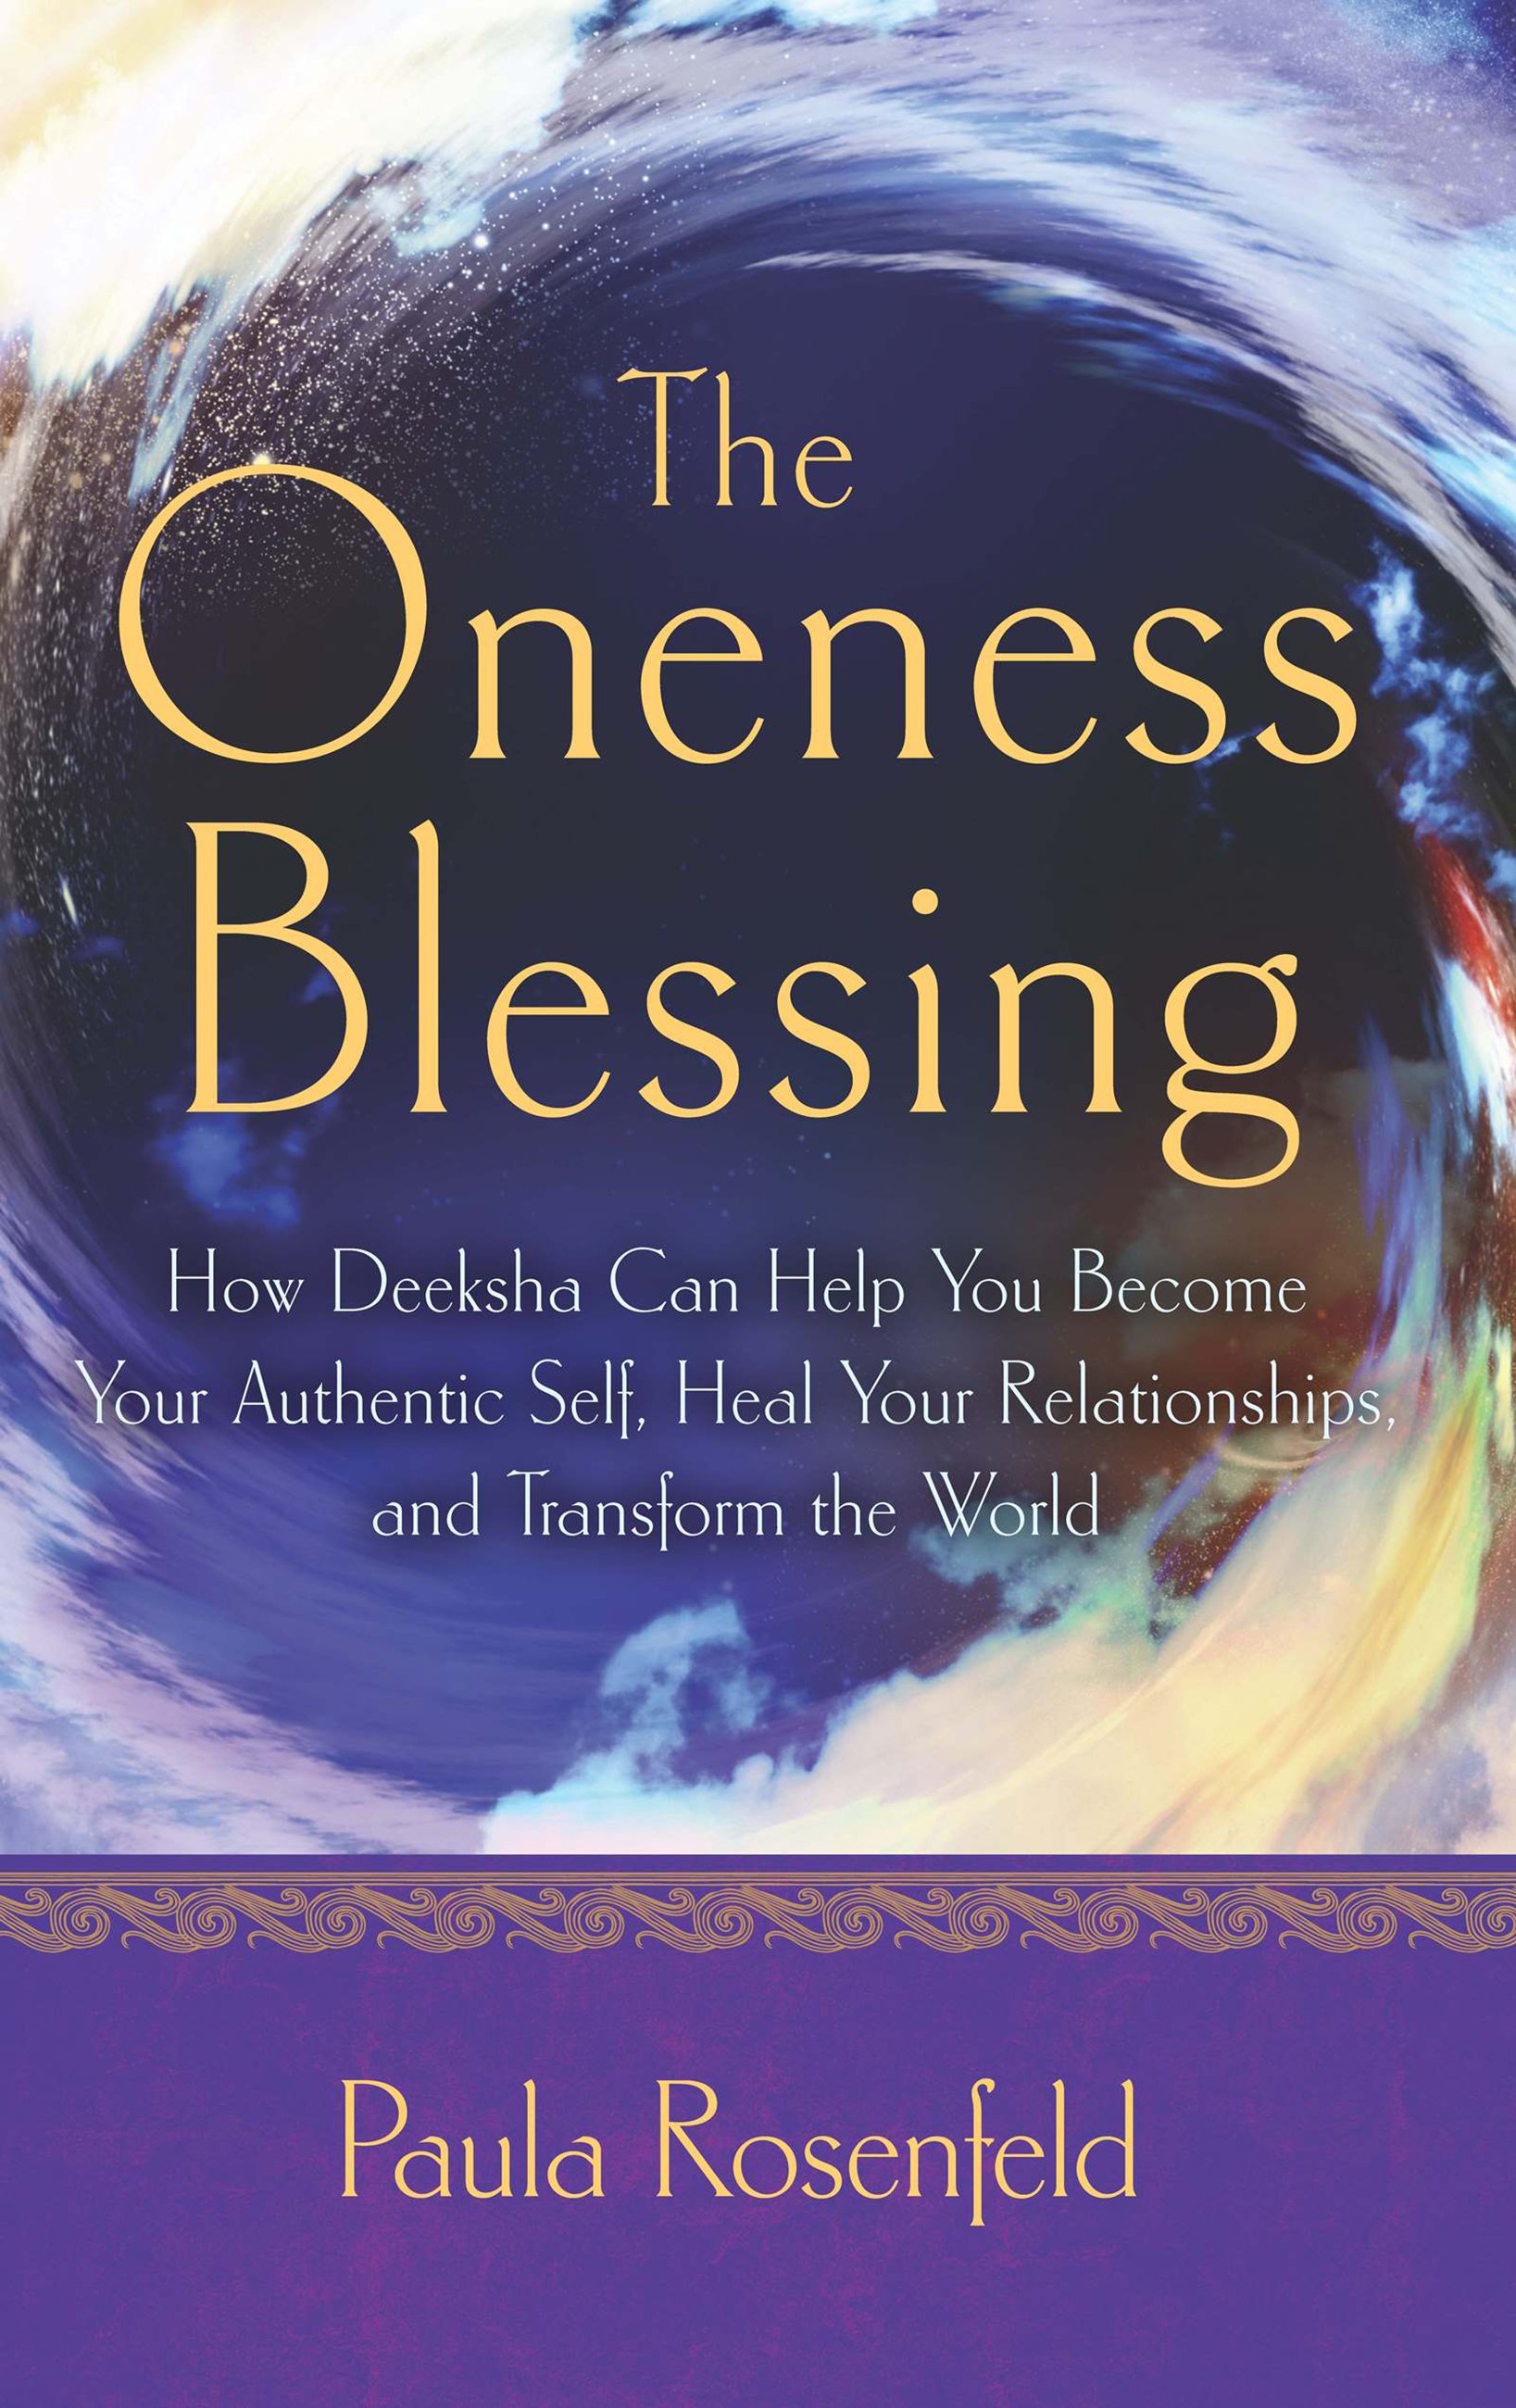 The
Oneness
Blessing
How Deeksha Can Help You Become
Your Authentic Self, Heal Your Relationships,
and Transform the World
Paula Rosenfeld